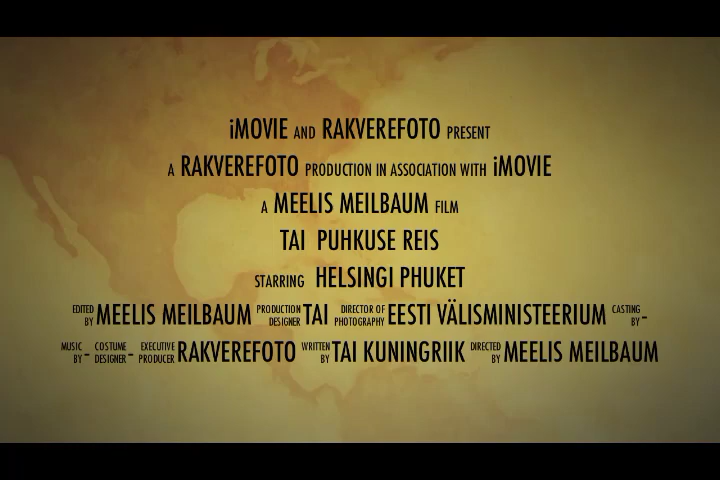 iMOVIE AND RAKVEREFOTO PRESENT
A RAKVEREFOTO PRODUCTION IN ASSOCIATION WITH iMOVIE
A MEELIS MEILBAUM FILM
TAI PUHKUSE REIS
STARRING HELSINGI PHUKET
EDITED BY MEELIS MEILBAUM PRODUCTION DESIGNER TAI DIRECTOR OF PHOTOGRAPHY EESTI VÄLISMINISTEERIUM CASTING BY -
MUSIC BY - COSTUME DESIGNER - EXECUTIVE PRODUCER RAKVEREFOTO WRITTEN BY TAI KUNINGRIIK DIRECTED BY MEELIS MEILBAUM